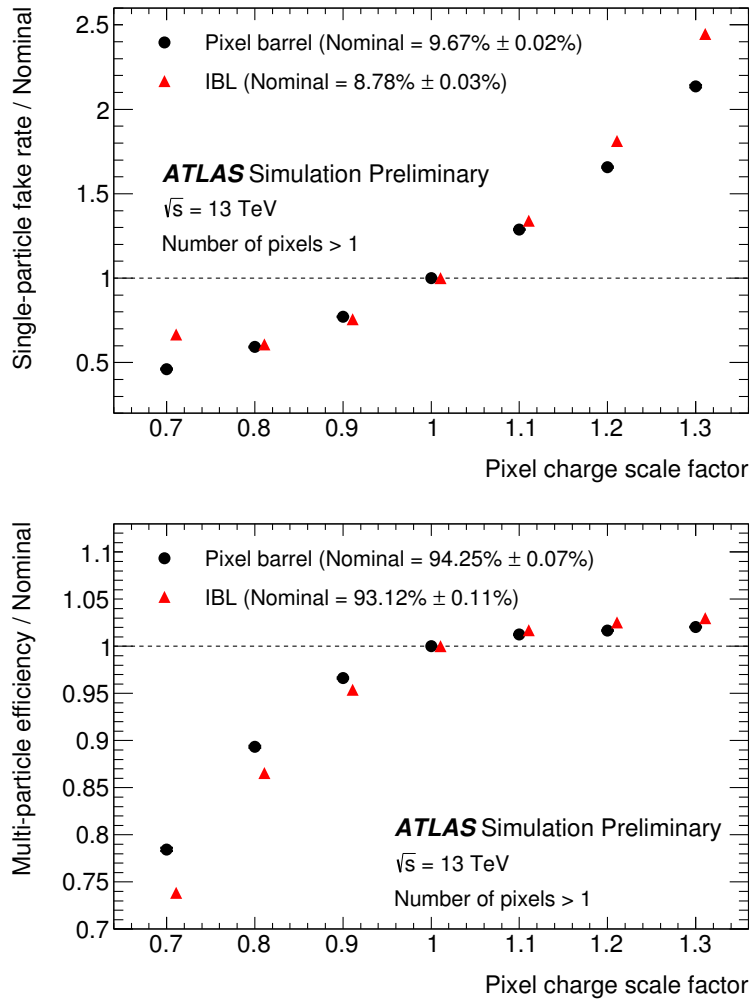 Single-particle fake rate / Nominal
2.5
2
1.5
1
0.5
Pixel barrel (Nominal = 9.67% ± 0.02%)
IBL (Nominal = 8.78% ± 0.03%)
ATLAS Simulation Preliminary
√s = 13 TeV
Number of pixels > 1
0.7 0.8 0.9 1 1.1 1.2 1.3
Pixel charge scale factor
Multi-particle efficiency / Nominal
1.1
1.05
1
0.95
0.9
0.85
0.8
0.75
0.7
Pixel barrel (Nominal = 94.25% ± 0.07%)
IBL (Nominal = 93.12% ± 0.11%)
ATLAS Simulation Preliminary
√s = 13 TeV
Number of pixels > 1
0.7 0.8 0.9 1 1.1 1.2 1.3
Pixel charge scale factor